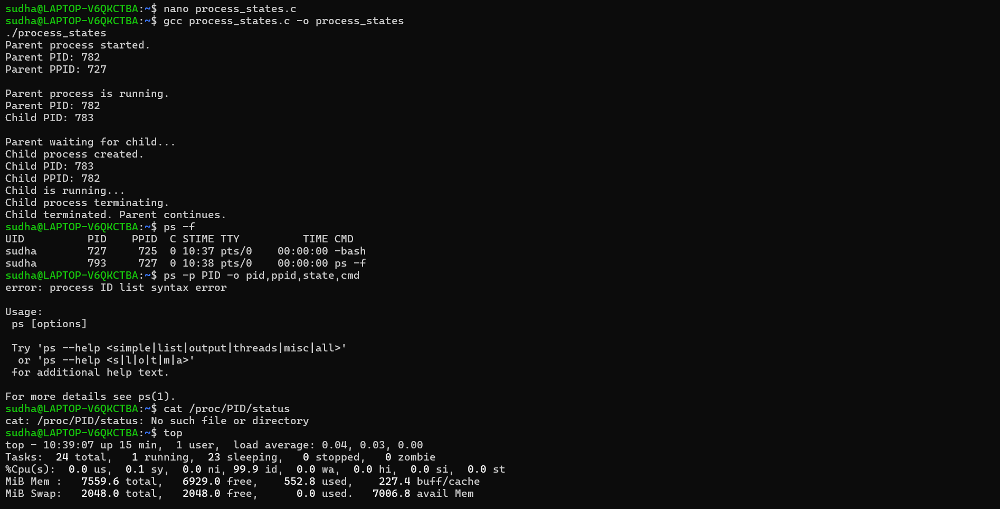 sudha@LAPTOP-V6QKCTBA:~$ nano process_states.c
sudha@LAPTOP-V6QKCTBA:~$ gcc process_states.c -o process_states
./process_states
Parent process started.
Parent PID: 782
Parent PPID: 727

Parent process is running.
Parent PID: 782
Child PID: 783

Parent waiting for child...
Child process created.
Child PID: 783
Child PPID: 782
Child is running...
Child process terminating.
Child terminated. Parent continues.
sudha@LAPTOP-V6QKCTBA:~$ ps -f
UID          PID    PPID  C STIME TTY          TIME CMD
sudha        727     725  0 10:37 pts/0    00:00:00 -bash
sudha        793     727  0 10:38 pts/0    00:00:00 ps -f
sudha@LAPTOP-V6QKCTBA:~$ ps -p PID -o pid,ppid,state,cmd
error: process ID list syntax error

Usage:
 ps [options]

 Try 'ps --help <simple|list|output|threads|misc|all>'
  or 'ps --help <s|l|o|t|m|a>'
 for additional help text.

For more details see ps(1).
sudha@LAPTOP-V6QKCTBA:~$ cat /proc/PID/status
cat: /proc/PID/status: No such file or directory
sudha@LAPTOP-V6QKCTBA:~$ top
top - 10:39:07 up 15 min,  1 user,  load average: 0.04, 0.03, 0.00
Tasks:  24 total,   1 running,  23 sleeping,   0 stopped,   0 zombie
%Cpu(s):  0.0 us,  0.1 sy,  0.0 ni, 99.9 id,  0.0 wa,  0.0 hi,  0.0 si,  0.0 st
MiB Mem :   7559.6 total,   6929.0 free,    552.8 used,    227.4 buff/cache
MiB Swap:   2048.0 total,   2048.0 free,      0.0 used.   7006.8 avail Mem